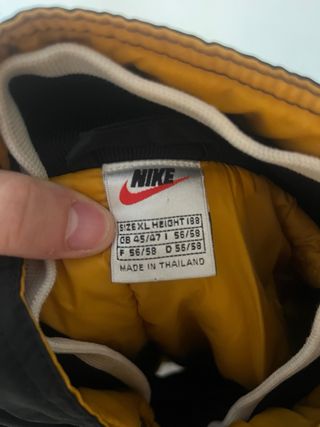 NIKE
SIZE XL HEIGHT 188
GB 45/47 I 56/58
F 56/58 D 56/58
MADE IN THAILAND